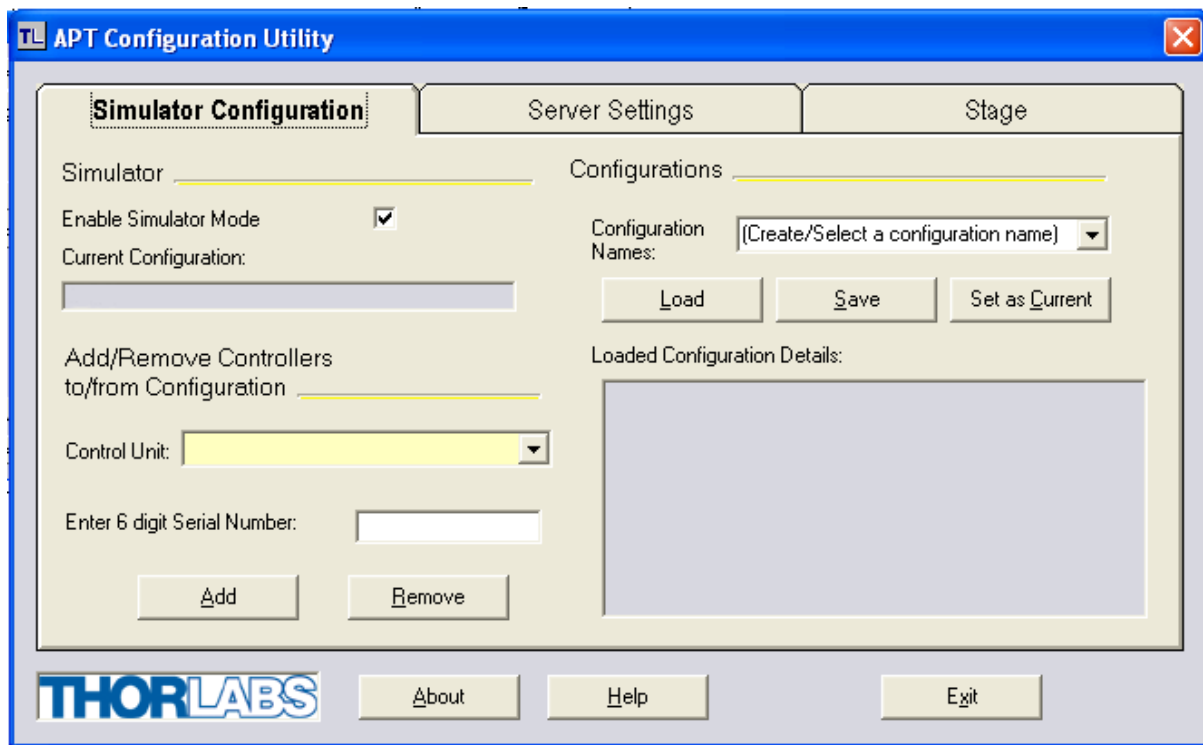 TL APT Configuration Utility
Simulator Configuration
Server Settings
Stage
Simulator
Enable Simulator Mode
Current Configuration:
Add/Remove Controllers
to/from Configuration
Control Unit:
Enter 6 digit Serial Number:
Add
Remove
Configurations
Configuration
Names:
(Create/Select a configuration name)
Load
Save
Set as Current
Loaded Configuration Details:
THORLABS
About
Help
Exit